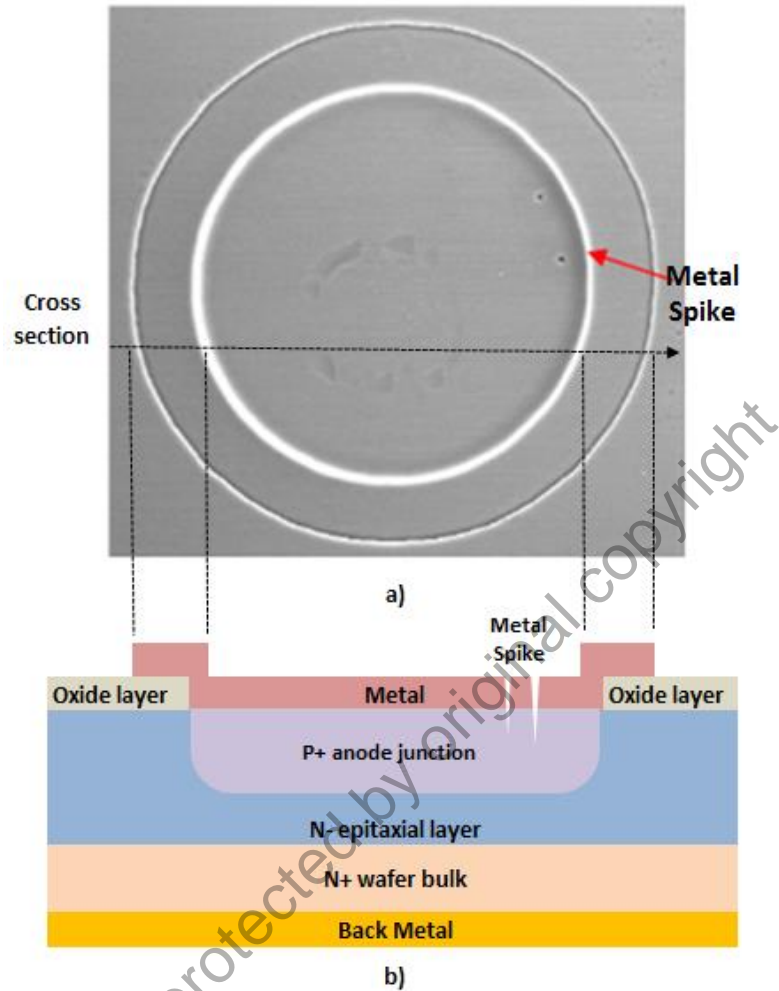 Cross
section
Metal
Spike
a)
Metal
Spike
Oxide layer
Metal
Oxide layer
P+ anode junction
N- epitaxial layer
N+ wafer bulk
Back Metal
b)
protected by original copyright